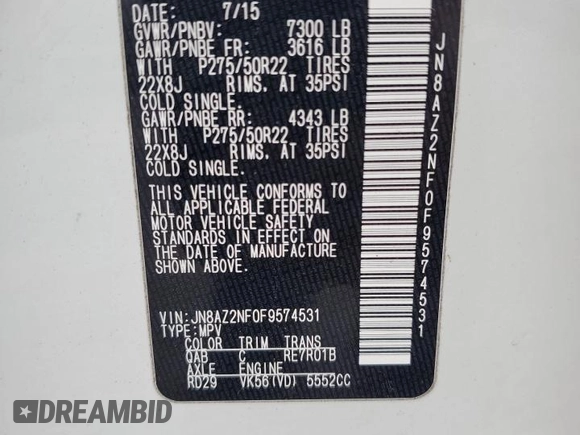 DATE: 7/15
GVWR/PNBV: 7300 LB
GAWR/PNBE FR: 3616 LB
WITH P275/50R22 TIRES
22X8J RIMS. AT 35PSI
COLD SINGLE.
GAWR/PNBE RR: 4343 LB
WITH P275/50R22 TIRES
22X8J RIMS. AT 35PSI
COLD SINGLE.
THIS VEHICLE CONFORMS TO
ALL APPLICABLE FEDERAL
MOTOR VEHICLE SAFETY
STANDARDS IN EFFECT ON
THE DATE OF MANUFACTURE
SHOWN ABOVE.
VIN: JN8AZ2NF0F9574531
TYPE: MPV
COLOR TRIM TRANS
QAB C RE7R01B
AXLE ENGINE
RD29 VK56(VD) 5552CC
JN8AZ2NF0F9574531
DREAMBID